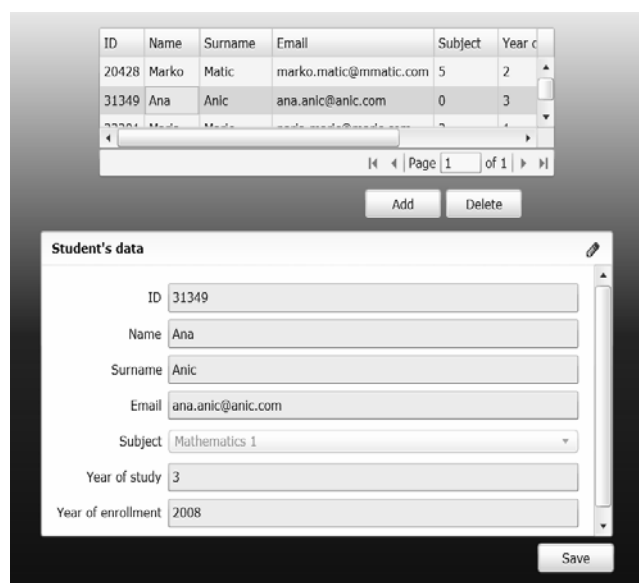 ID Name Surname Email Subject Year
20428 Marko Matic marko.matic@mmatic.com 5 2
31349 Ana Anic ana.anic@anic.com 0 3
Page 1 of 1
Add Delete
Student's data
ID 31349
Name Ana
Surname Anic
Email ana.anic@anic.com
Subject Mathematics 1
Year of study 3
Year of enrollment 2008
Save